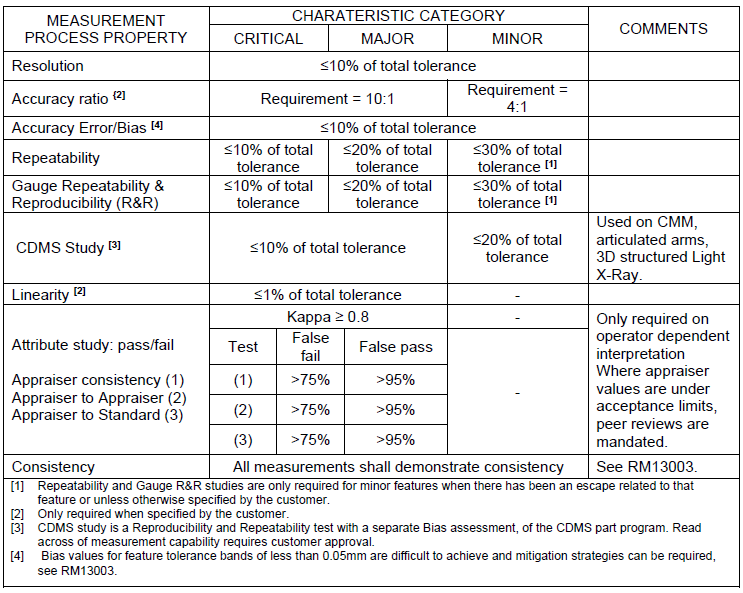 MEASUREMENT
PROCESS PROPERTY
CHARATERISTIC CATEGORY
COMMENTS
CRITICAL MAJOR MINOR
Resolution ≤10% of total tolerance
Accuracy ratio {2] Requirement = 10:1 Requirement =
4:1
Accuracy Error/Bias [4] ≤10% of total tolerance
Repeatability ≤10% of total
tolerance ≤20% of total
tolerance ≤30% of total
tolerance [1]
Gauge Repeatability &
Reproducibility (R&R) ≤10% of total
tolerance ≤20% of total
tolerance ≤30% of total
tolerance [1]
CDMS Study [3] ≤10% of total tolerance ≤20% of total
tolerance
Used on CMM,
articulated arms,
3D structured Light
X-Ray.
Linearity [2] ≤1% of total tolerance -
Attribute study: pass/fail
Appraiser consistency (1)
Appraiser to Appraiser (2)
Appraiser to Standard (3)
Kappa ≥ 0.8 -
Test False
fail False pass
(1) >75% >95%
(2) >75% >95%
(3) >75% >95%
-
Only required on
operator dependent
interpretation
Where appraiser
values are under
acceptance limits,
peer reviews are
mandated.
Consistency All measurements shall demonstrate consistency See RM13003.
[1] Repeatability and Gauge R&R studies are only required for minor features when there has been an escape related to that
feature or unless otherwise specified by the customer.
[2] Only required when specified by the customer.
[3] CDMS study is a Reproducibility and Repeatability test with a separate Bias assessment, of the CDMS part program. Read
across of measurement capability requires customer approval.
[4] Bias values for feature tolerance bands of less than 0.05mm are difficult to achieve and mitigation strategies can be required,
see RM13003.